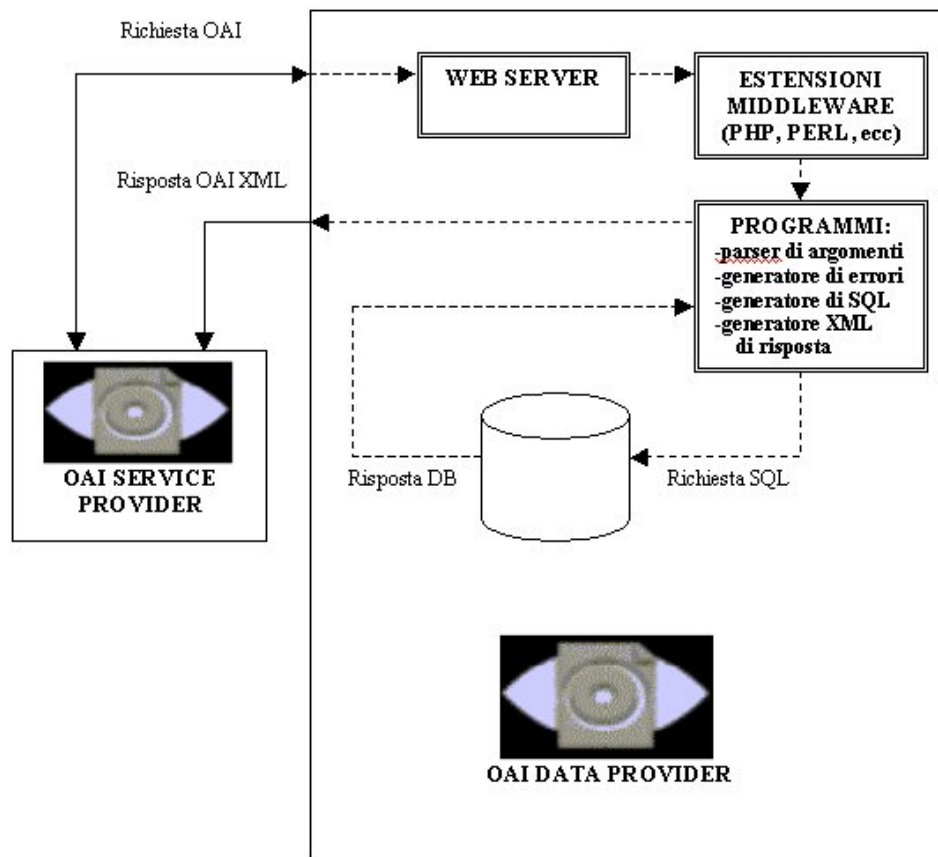 Richiesta OAI
WEB SERVER
ESTENSIONI
MIDDLEWARE
(PHP, PERL, ecc)
Risposta OAI XML
PROGRAMMI:
-parser di argomenti
-generatore di errori
-generatore di SQL
-generatore XML
di risposta
OAI SERVICE
PROVIDER
Risposta DB
Richiesta SQL
OAI DATA PROVIDER